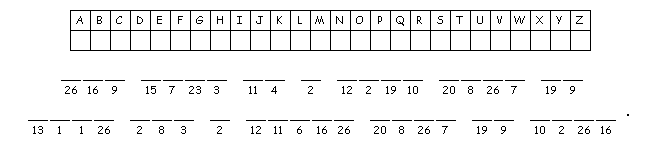 A B C D E F G H I J K L M N O P Q R S T U V W X Y Z
26 16 9 15 7 23 3 11 4 2 12 2 19 10 20 8 26 7 19 9
13 1 1 26 2 8 3 2 12 11 6 16 26 20 8 26 7 19 9 10 2 26 16 .